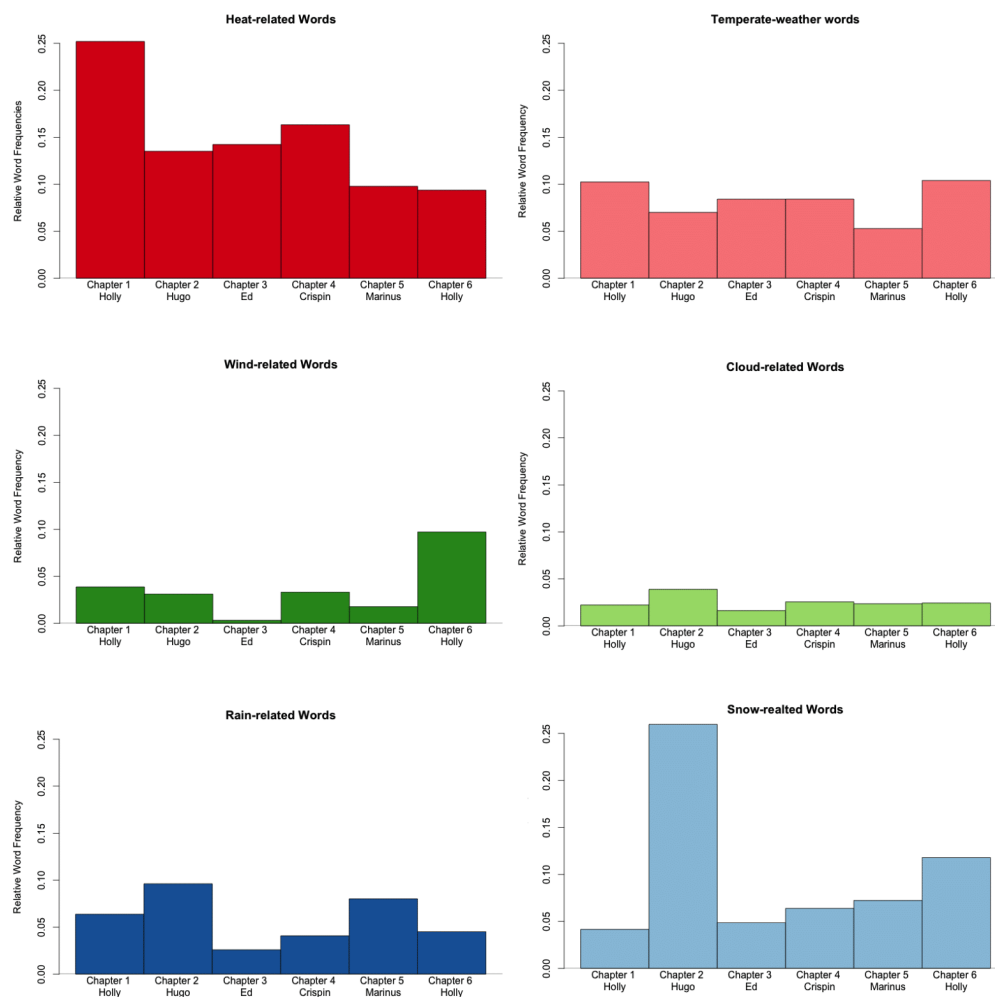 Heat-related Words
Relative Word Frequencies
0.25
0.20
0.15
0.10
0.05
0.00
Chapter 1 Chapter 2 Chapter 3 Chapter 4 Chapter 5 Chapter 6
Holly Hugo Ed Crispin Marinus Holly
Temperate-weather words
Relative Word Frequency
0.25
0.20
0.15
0.10
0.05
0.00
Chapter 1 Chapter 2 Chapter 3 Chapter 4 Chapter 5 Chapter 6
Holly Hugo Ed Crispin Marinus Holly
Wind-related Words
Relative Word Frequency
0.25
0.20
0.15
0.10
0.05
0.00
Chapter 1 Chapter 2 Chapter 3 Chapter 4 Chapter 5 Chapter 6
Holly Hugo Ed Crispin Marinus Holly
Cloud-related Words
Relative Word Frequency
0.25
0.20
0.15
0.10
0.05
0.00
Chapter 1 Chapter 2 Chapter 3 Chapter 4 Chapter 5 Chapter 6
Holly Hugo Ed Crispin Marinus Holly
Rain-related Words
Relative Word Frequency
0.25
0.20
0.15
0.10
0.05
0.00
Chapter 1 Chapter 2 Chapter 3 Chapter 4 Chapter 5 Chapter 6
Holly Hugo Ed Crispin Marinus Holly
Snow-realted Words
0.25
0.20
0.15
0.10
0.05
0.00
Chapter 1 Chapter 2 Chapter 3 Chapter 4 Chapter 5 Chapter 6
Holly Hugo Ed Crispin Marinus Holly